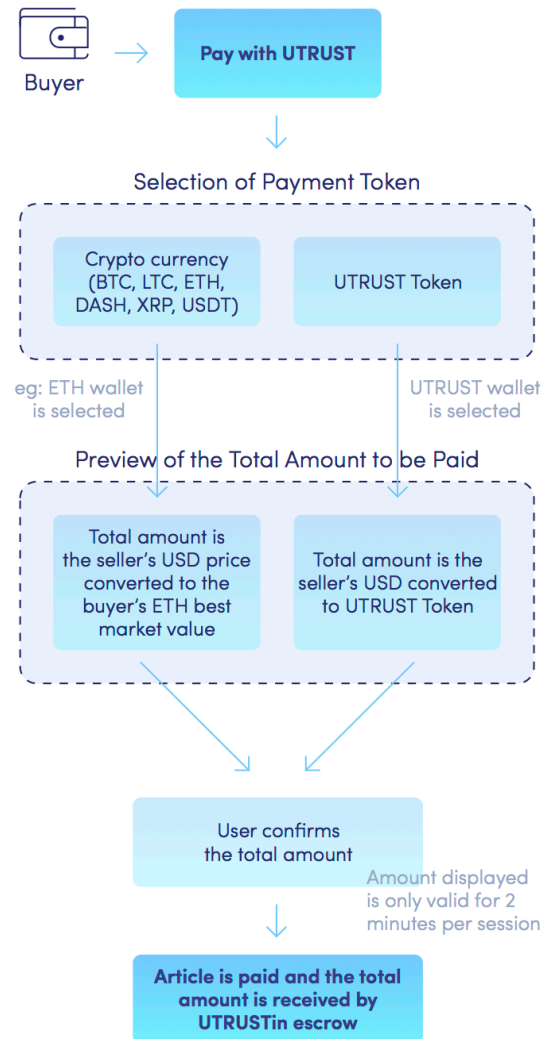 Buyer
Pay with UTRUST
Selection of Payment Token
Crypto currency
(BTC, LTC, ETH,
DASH, XRP, USDT)
UTRUST Token
eg: ETH wallet
is selected
UTRUST wallet
is selected
Preview of the Total Amount to be Paid
Total amount is
the seller's USD price
converted to the
buyer's ETH best
market value
Total amount is the
seller's USD converted
to UTRUST Token
User confirms
the total amount
Amount displayed
is only valid for 2
minutes per session
Article is paid and the total
amount is received by
UTRUSTin escrow